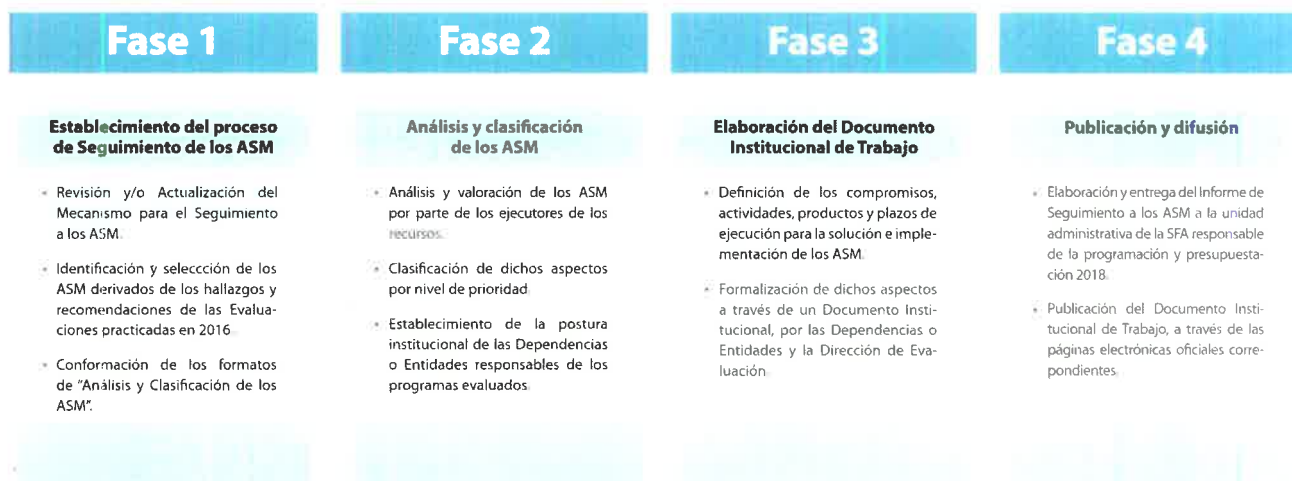 Fase 1
Establecimiento del proceso
de Seguimiento de los ASM
• Revisión y/o Actualización del
Mecanismo para el Seguimiento
a los ASM.
• Identificación y seleccción de los
ASM derivados de los hallazgos y
recomendaciones de las Evalua-
ciones practicadas en 2016.
• Conformación de los formatos
de "Análisis y Clasificación de los
ASM".
Fase 2
Análisis y clasificación
de los ASM
• Análisis y valoración de los ASM
por parte de los ejecutores de los
recursos.
• Clasificación de dichos aspectos
por nivel de prioridad.
• Establecimiento de la postura
institucional de las Dependencias
o Entidades responsables de los
programas evaluados.
Fase 3
Elaboración del Documento
Institucional de Trabajo
• Definición de los compromisos,
actividades, productos y plazos de
ejecución para la solución e imple-
mentación de los ASM.
• Formalización de dichos aspectos
a través de un Documento Insti-
tucional, por las Dependencias o
Entidades y la Dirección de Eva-
luación.
Fase 4
Publicación y difusión
• Elaboración y entrega del Informe de
Seguimiento a los ASM a la unidad
administrativa de la SFA responsable
de la programación y presupuesta-
ción 2018.
• Publicación del Documento Insti-
tucional de Trabajo, a través de las
páginas electrónicas oficiales corre-
pondientes.